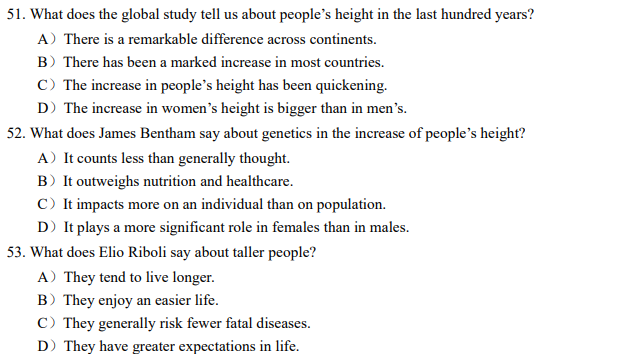 51. What does the global study tell us about people’s height in the last hundred years?
A）There is a remarkable difference across continents.
B）There has been a marked increase in most countries.
C）The increase in people’s height has been quickening.
D）The increase in women’s height is bigger than in men’s.
52. What does James Bentham say about genetics in the increase of people’s height?
A）It counts less than generally thought.
B）It outweighs nutrition and healthcare.
C）It impacts more on an individual than on population.
D）It plays a more significant role in females than in males.
53. What does Elio Riboli say about taller people?
A）They tend to live longer.
B）They enjoy an easier life.
C）They generally risk fewer fatal diseases.
D）They have greater expectations in life.